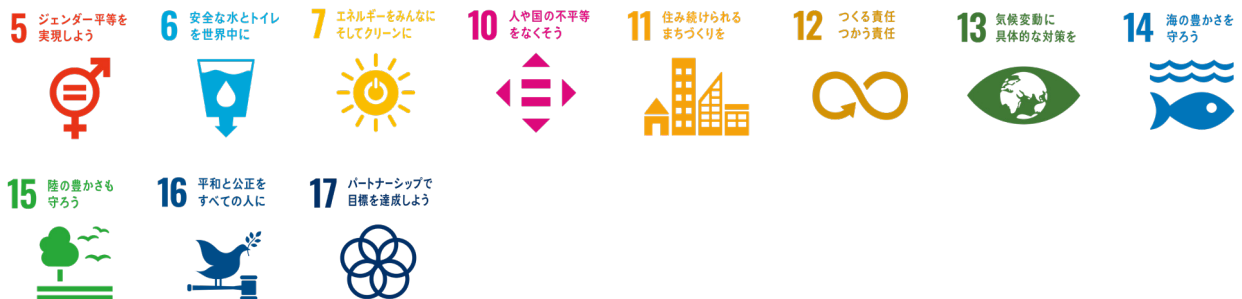 5 ジェンダー平等を
実現しよう
6 安全な水とトイレ
を世界中に
7 エネルギーをみんなに
そしてクリーンに
10 人や国の不平等
をなくそう
11 住み続けられる
まちづくりを
12 つくる責任
つかう責任
13 気候変動に
具体的な対策を
14 海の豊かさを
守ろう
15 陸の豊かさも
守ろう
16 平和と公正を
すべての人に
17 パートナーシップで
目標を達成しよう